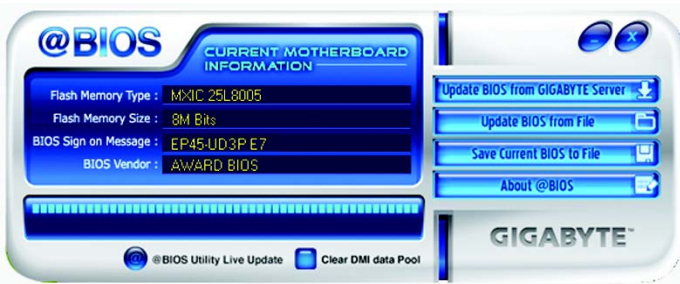 @BIOS
CURRENT MOTHERBOARD
INFORMATION
Flash Memory Type : MXIC 25L8005
Flash Memory Size : 8M Bits
BIOS Sign on Message : EP45-UD3P E7
BIOS Vendor : AWARD BIOS
@BIOS Utility Live Update
Clear DMI data Pool
Update BIOS from GIGABYTE Server
Update BIOS from File
Save Current BIOS to File
About @BIOS
GIGABYTE™